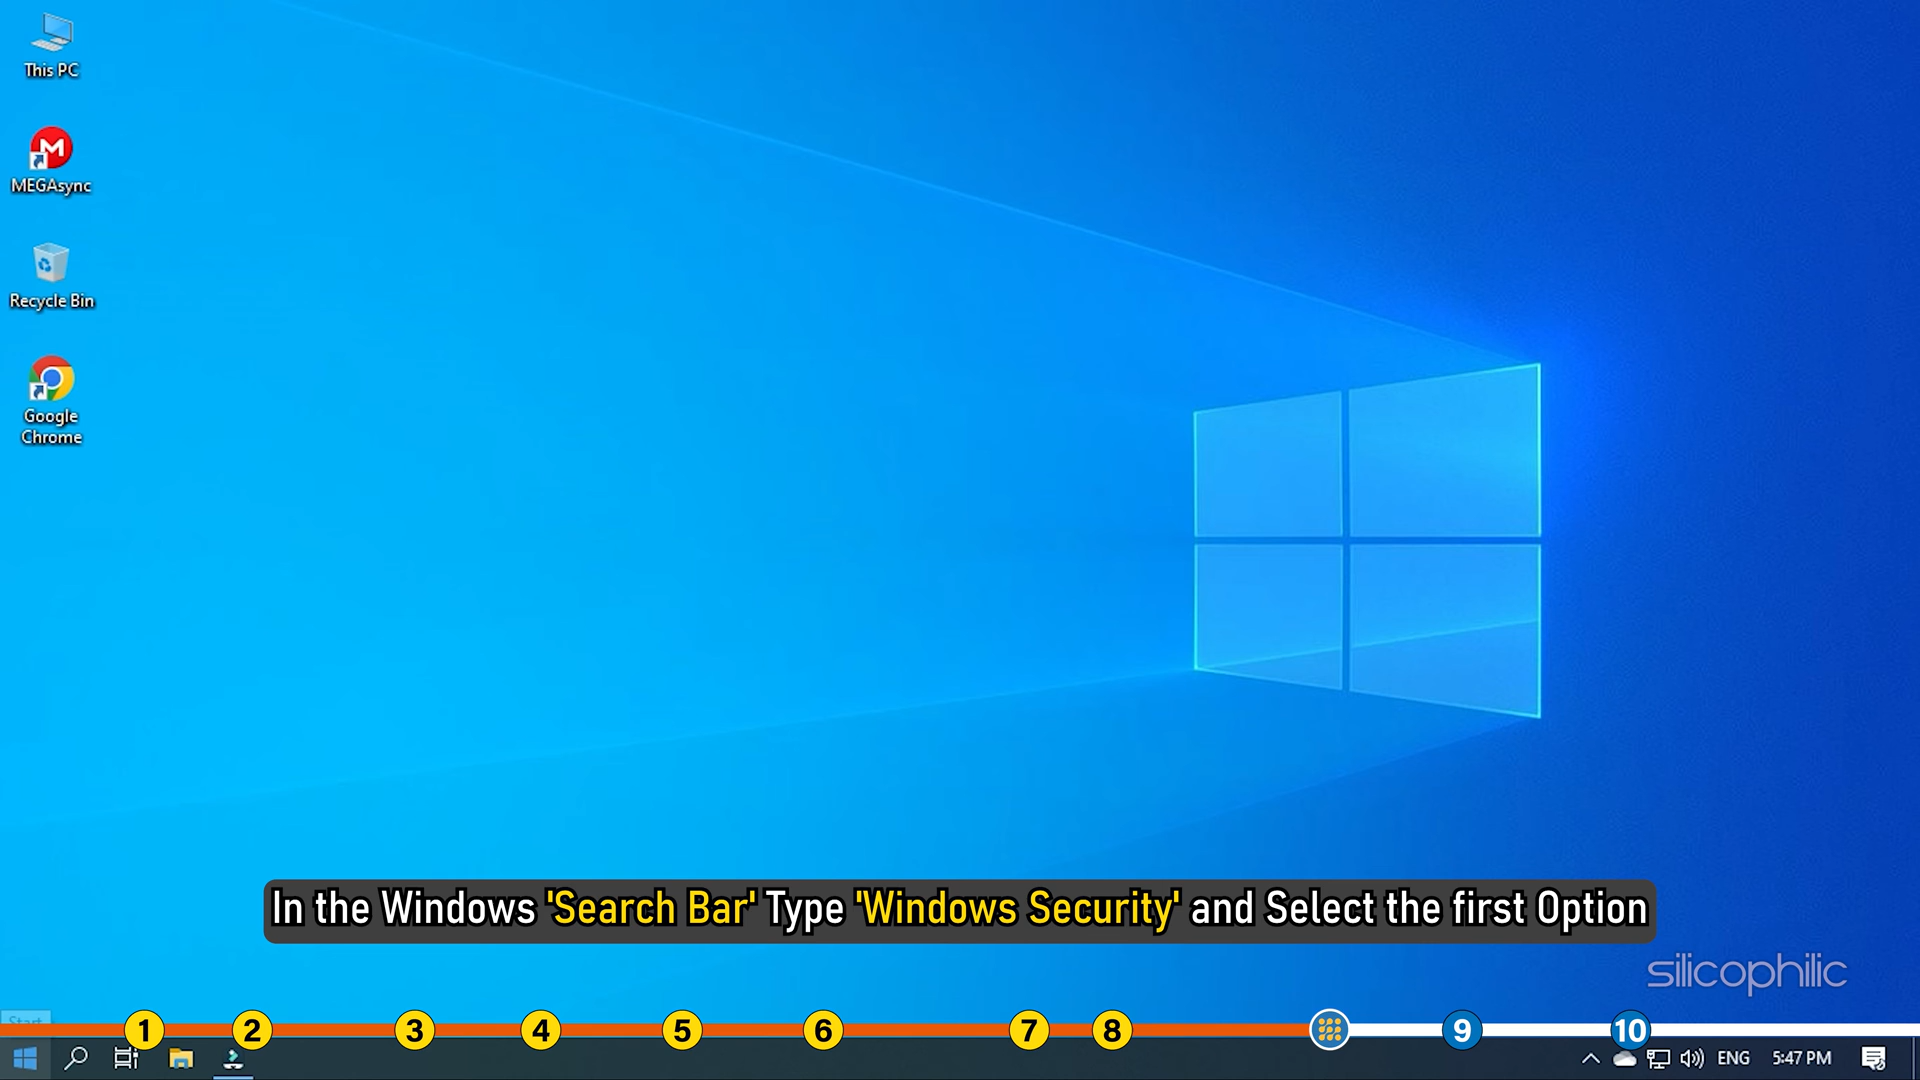 This PC
MEGAsync
Recycle Bin
Google
Chrome
In the Windows 'Search Bar' Type 'Windows Security' and Select the first Option
silicophilic
Start
1 2 3 4 5 6 7 8 9 10
ENG 5:47 PM